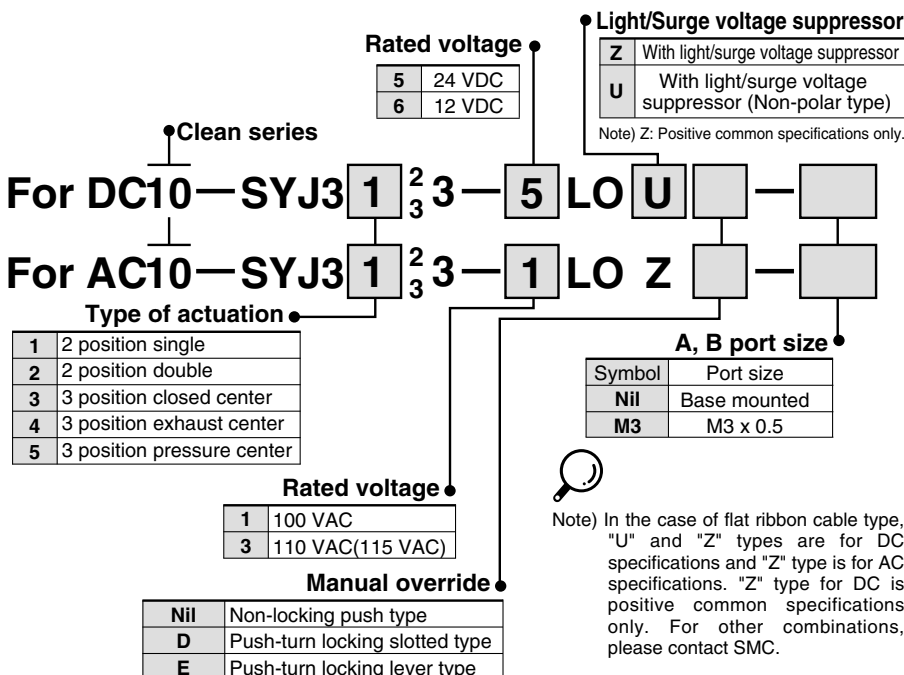 Light/Surge voltage suppressor
Z With light/surge voltage suppressor
U With light/surge voltage
suppressor (Non-polar type)
Note) Z: Positive common specifications only.
Rated voltage
5 24 VDC
6 12 VDC
Clean series
For DC 10 — SYJ3 1 2 3 3 — 5 LO U —
For AC 10 — SYJ3 1 2 3 3 — 1 LO Z —
Type of actuation
1 2 position single
2 2 position double
3 3 position closed center
4 3 position exhaust center
5 3 position pressure center
A, B port size
Symbol Port size
Nil Base mounted
M3 M3 x 0.5
Rated voltage
1 100 VAC
3 110 VAC(115 VAC)
Manual override
Nil Non-locking push type
D Push-turn locking slotted type
E Push-turn locking lever type
Note) In the case of flat ribbon cable type,
"U" and "Z" types are for DC
specifications and "Z" type is for AC
specifications. "Z" type for DC is
positive common specifications
only. For other combinations,
please contact SMC.